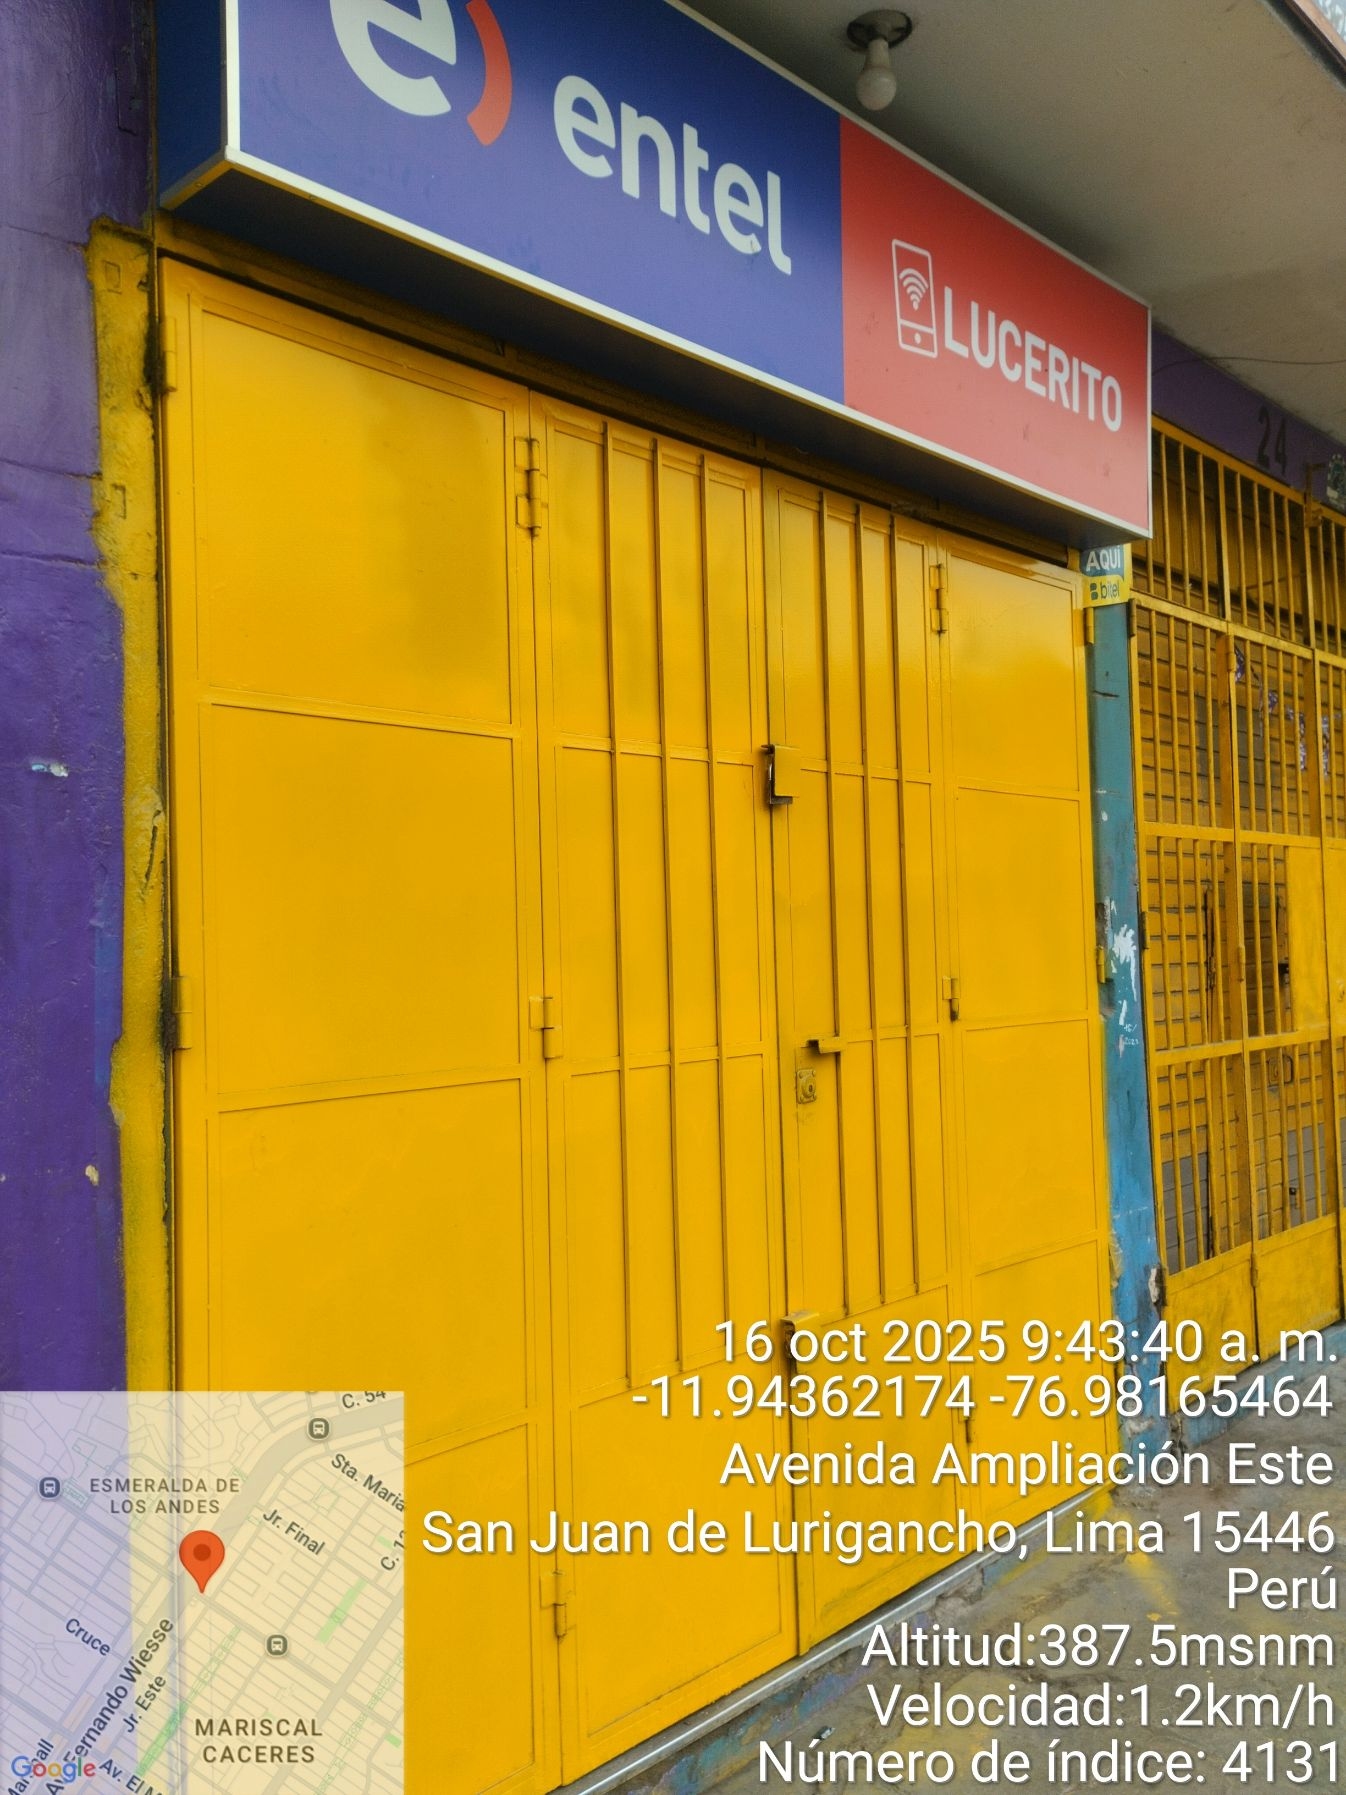 e) entel
LUCERITO
24
AQUÍ
bitel
16 oct 2025 9:43:40 a. m.
-11.94362174 -76.98165464
Avenida Ampliación Este
San Juan de Lurigancho, Lima 15446
Perú
Altitud:387.5msnm
Velocidad:1.2km/h
Número de índice: 4131
C. 54
Sta. Maria
ESMERALDA DE
LOS ANDES
Jr. Final
Cruce
Av. Fernando Wiesse
Jr. Este
MARISCAL
CACERES
Google